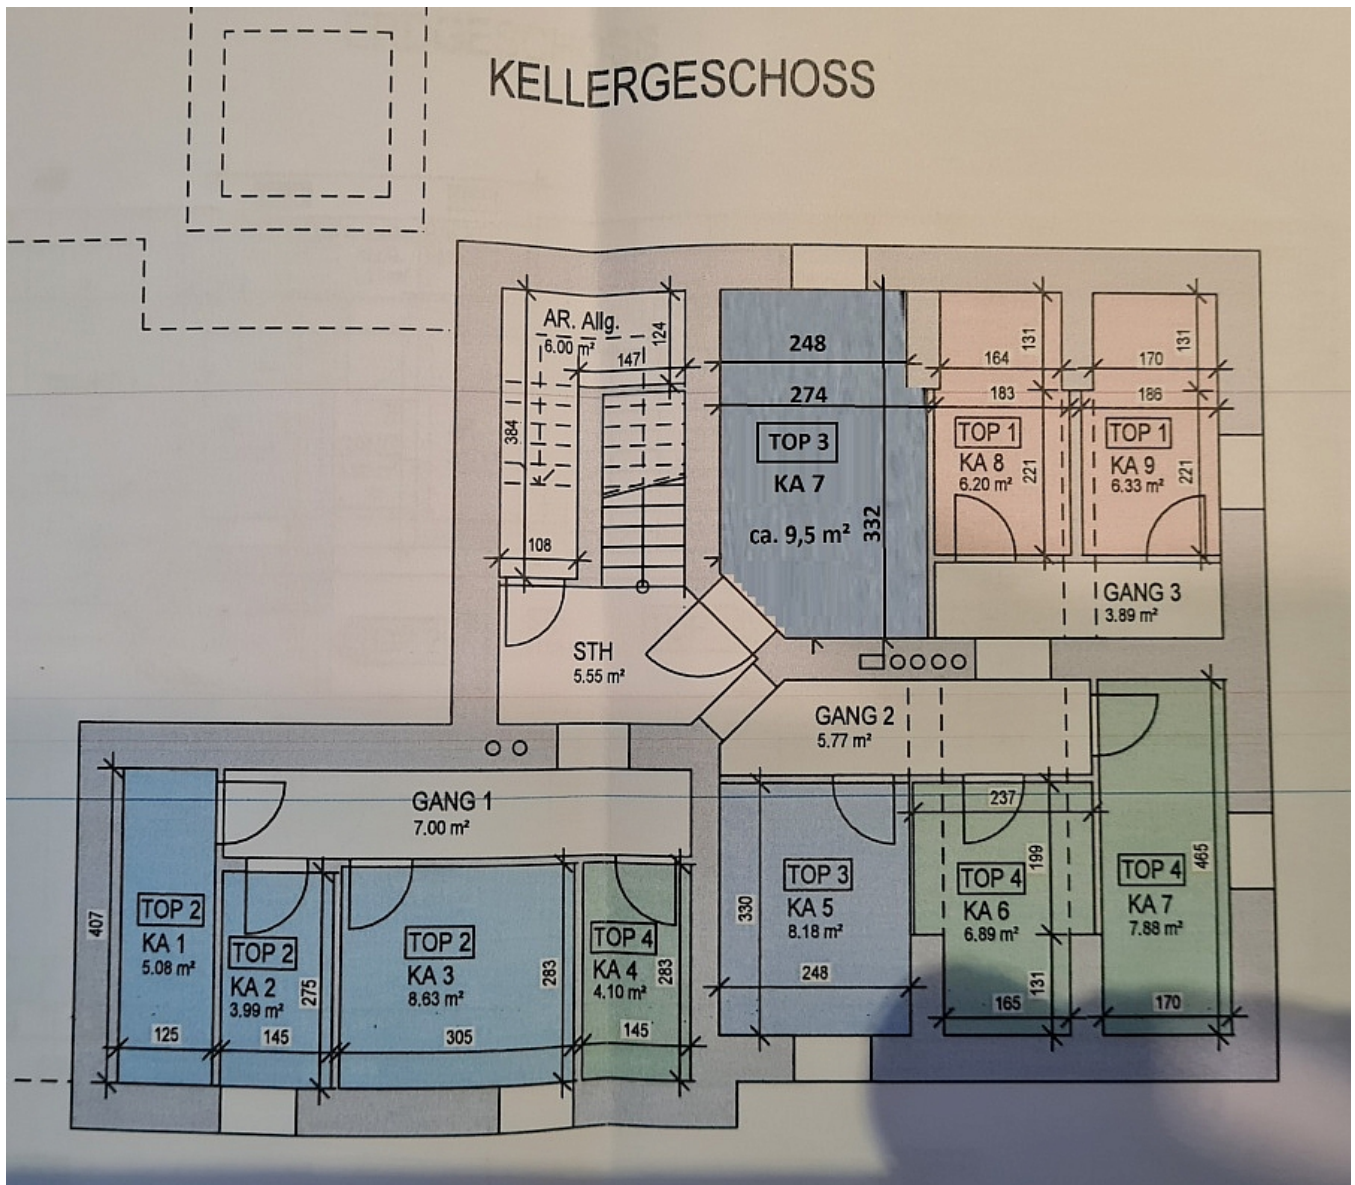 KELLERGESCHOSS
AR. Allg.
6.00 m²
147
124
384
108
248
274
TOP 3
KA 7
ca. 9,5 m²
332
164
131
183
TOP 1
KA 8
6.20 m²
221
170
131
186
TOP 1
KA 9
6.33 m²
221
GANG 3
3.89 m²
STH
5.55 m²
GANG 2
5.77 m²
GANG 1
7.00 m²
407
TOP 2
KA 1
5.08 m²
125
TOP 2
KA 2
3.99 m²
275
145
TOP 2
KA 3
8.63 m²
283
305
TOP 4
KA 4
4.10 m²
283
145
330
TOP 3
KA 5
8.18 m²
248
237
199
TOP 4
KA 6
6.89 m²
131
165
TOP 4
KA 7
7.88 m²
465
170